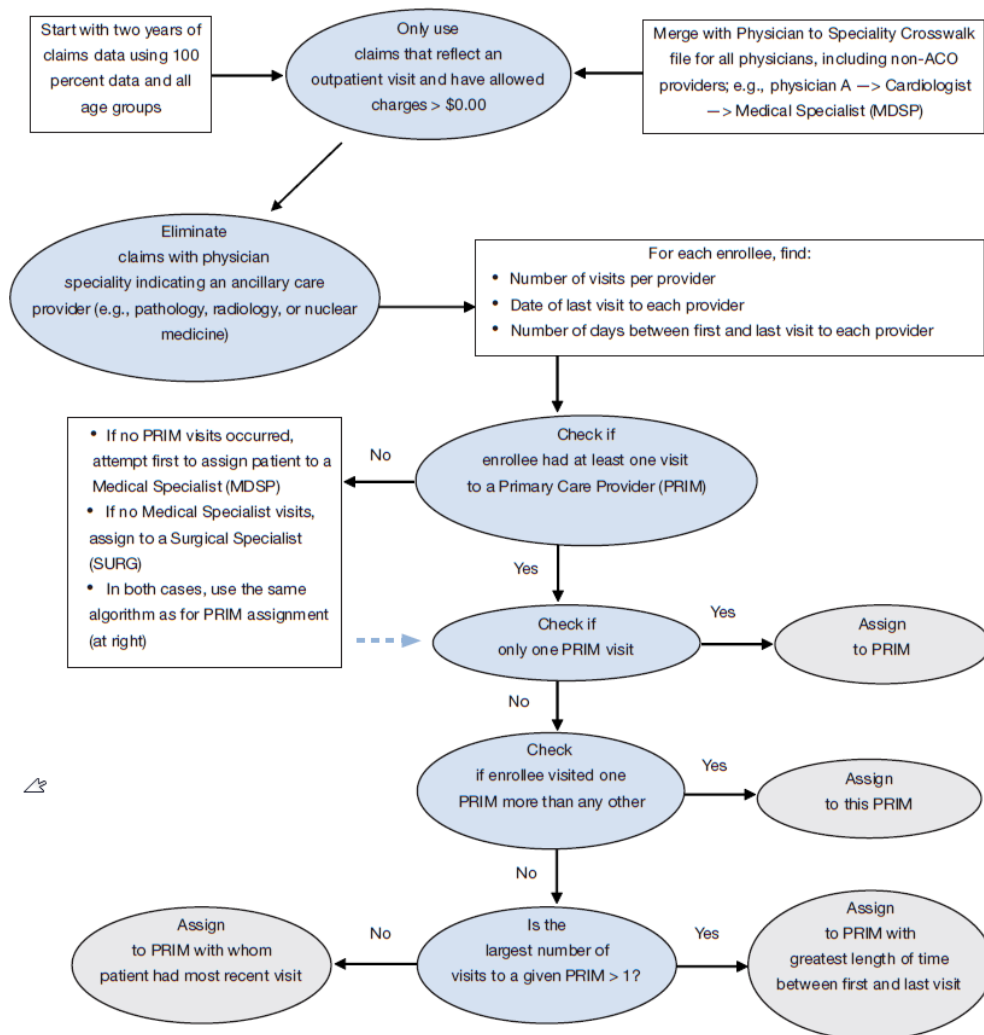 Start with two years of
claims data using 100
percent data and all
age groups
Only use
claims that reflect an
outpatient visit and have allowed
charges > $0.00
Merge with Physician to Speciality Crosswalk
file for all physicians, including non-ACO
providers; e.g., physician A —> Cardiologist
—> Medical Specialist (MDSP)
Eliminate
claims with physician
speciality indicating an ancillary care
provider (e.g., pathology, radiology, or nuclear
medicine)
For each enrollee, find:
• Number of visits per provider
• Date of last visit to each provider
• Number of days between first and last visit to each provider
• If no PRIM visits occurred,
attempt first to assign patient to a
Medical Specialist (MDSP)
• If no Medical Specialist visits,
assign to a Surgical Specialist
(SURG)
• In both cases, use the same
algorithm as for PRIM assignment
(at right)
No
Check if
enrollee had at least one visit
to a Primary Care Provider (PRIM)
Yes
Check if
only one PRIM visit
Yes
Assign
to PRIM
No
Check
if enrollee visited one
PRIM more than any other
Yes
Assign
to this PRIM
No
Assign
to PRIM with whom
patient had most recent visit
No
Is the
largest number of
visits to a given PRIM > 1?
Yes
Assign
to PRIM with
greatest length of time
between first and last visit